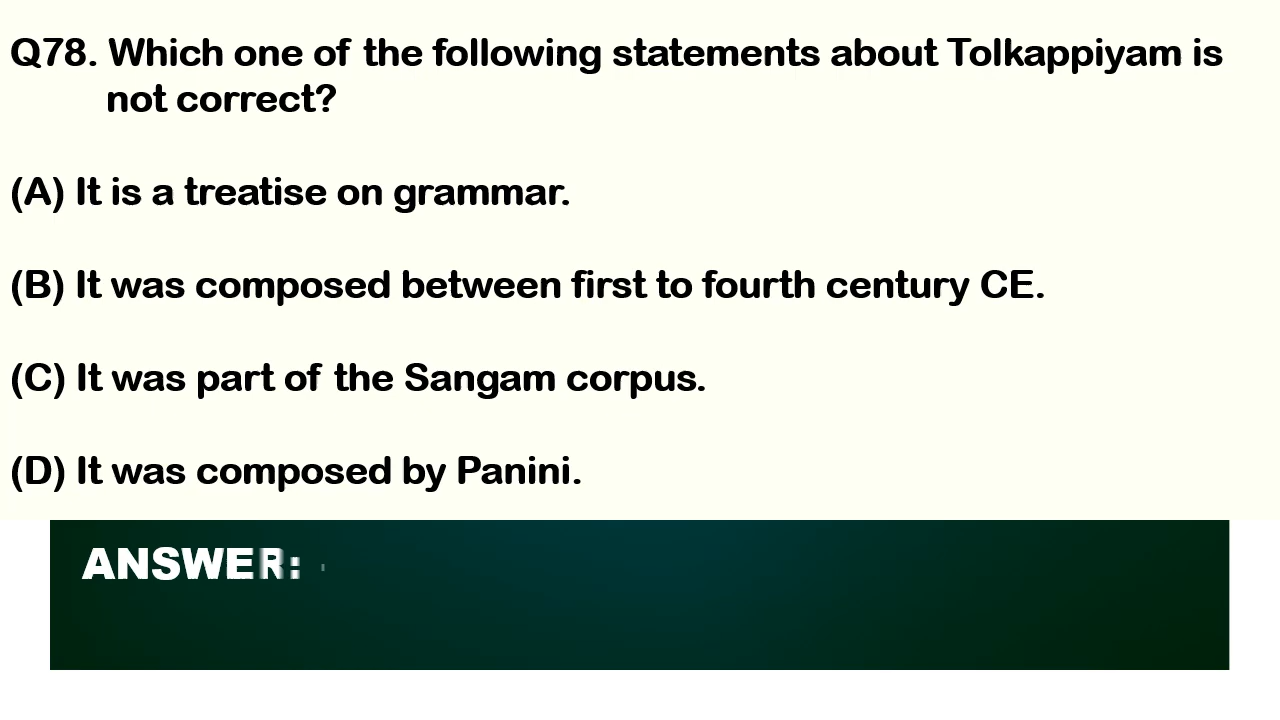 Q78. Which one of the following statements about Tolkappiyam is
not correct?
(A) It is a treatise on grammar.
(B) It was composed between first to fourth century CE.
(C) It was part of the Sangam corpus.
(D) It was composed by Panini.
ANSWER: